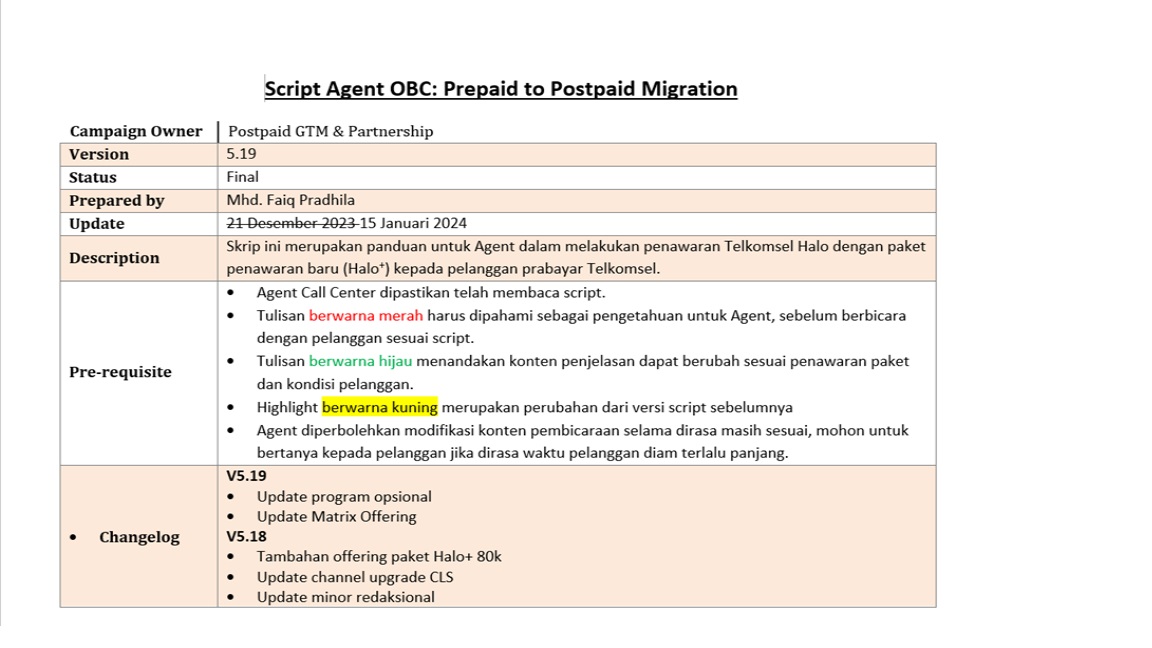 Script Agent OBC: Prepaid to Postpaid Migration
Campaign Owner Postpaid GTM & Partnership
Version 5.19
Status Final
Prepared by Mhd. Faiq Pradhila
Update 21 Desember 2023 15 Januari 2024
Skrip ini merupakan panduan untuk Agent dalam melakukan penawaran Telkomsel Halo dengan paket
Description
penawaran baru (Halo⁺) kepada pelanggan prabayar Telkomsel.
Pre-requisite
• Agent Call Center dipastikan telah membaca script.
• Tulisan berwarna merah harus dipahami sebagai pengetahuan untuk Agent, sebelum berbicara
dengan pelanggan sesuai script.
• Tulisan berwarna hijau menandakan konten penjelasan dapat berubah sesuai penawaran paket
dan kondisi pelanggan.
• Highlight berwarna kuning merupakan perubahan dari versi script sebelumnya
• Agent diperbolehkan modifikasi konten pembicaraan selama dirasa masih sesuai, mohon untuk
bertanya kepada pelanggan jika dirasa waktu pelanggan diam terlalu panjang.
• Changelog
V5.19
• Update program opsional
• Update Matrix Offering
V5.18
• Tambahan offering paket Halo+ 80k
• Update channel upgrade CLS
• Update minor redaksional